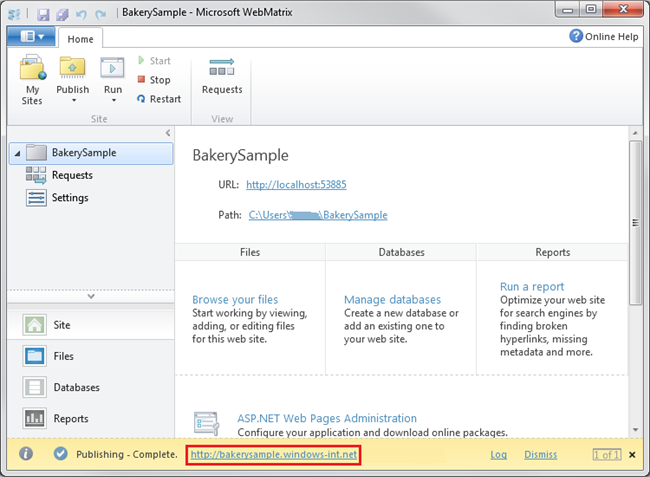 BakerySample - Microsoft WebMatrix
Home
Online Help
My Sites
Publish
Run
Start
Stop
Restart
Requests
Site
View
BakerySample
Requests
Settings
BakerySample
URL: http://localhost:53885
Path: C:\Users\ \BakerySample
Files Databases Reports
Browse your files
Start working by viewing,
adding, or editing files
for this web site.
Manage databases
Create a new database or
add an existing one to
your web site.
Run a report
Optimize your web site
for search engines by
finding broken
hyperlinks, missing
metadata and more.
Site
Files
Databases
Reports
ASP.NET Web Pages Administration
Configure your application and download online packages.
Publishing - Complete. http://bakerysample.windows-int.net Log Dismiss 1 of 1